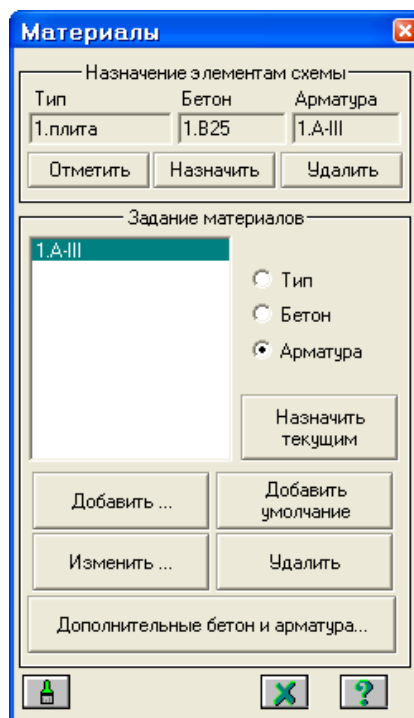 Материалы
Назначение элементам схемы
Тип Бетон Арматура
1.плита 1.B25 1.A-III
Отметить Назначить Удалить
Задание материалов
1.A-III
Тип
Бетон
Арматура
Назначить
текущим
Добавить ... Добавить
умолчание
Изменить ... Удалить
Дополнительные бетон и арматура...